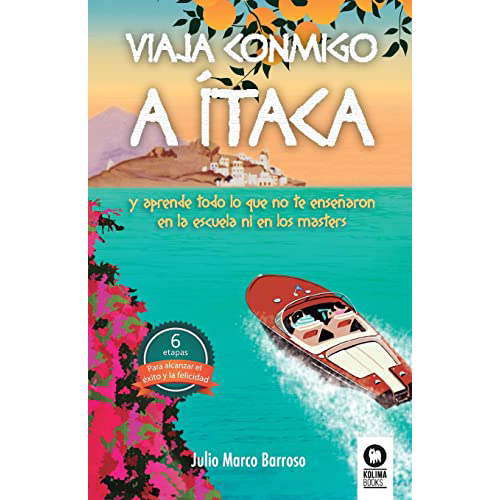 VIAJA CONMIGO
A ÍTACA
y aprende todo lo que no te enseñaron
en la escuela ni en los masters
6
etapas
Para alcanzar el
éxito y la felicidad
Julio Marco Barroso
KOLIMA
BOOKS